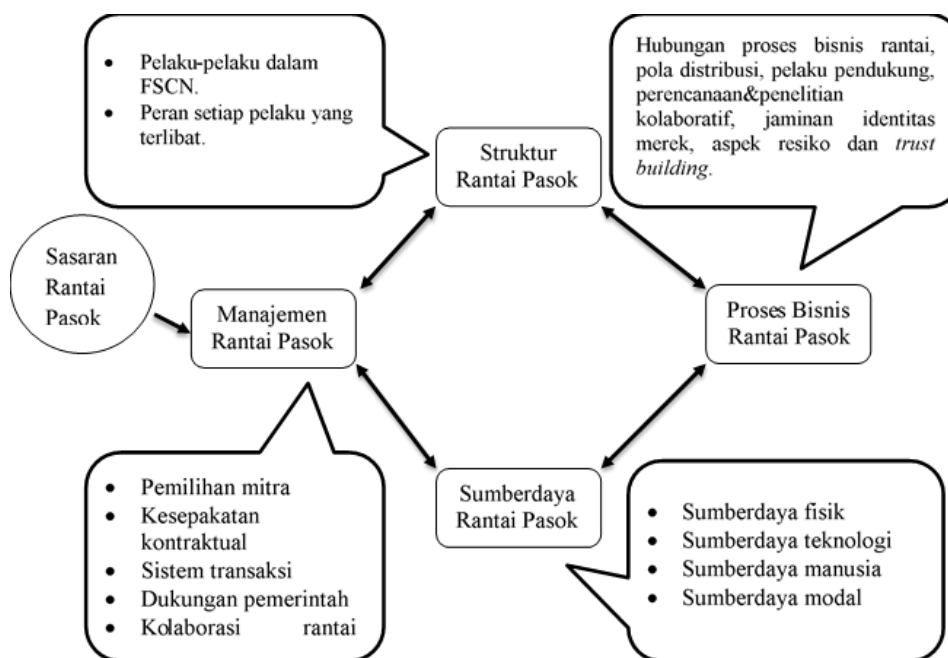 • Pelaku-pelaku dalam
FSCN.
• Peran setiap pelaku yang
terlibat.
Hubungan proses bisnis rantai,
pola distribusi, pelaku pendukung,
perencanaan&penelitian
kolaboratif, jaminan identitas
merek, aspek resiko dan trust
building.
Struktur
Rantai Pasok
Sasaran
Rantai
Pasok
Manajemen
Rantai Pasok
Proses Bisnis
Rantai Pasok
Sumberdaya
Rantai Pasok
• Pemilihan mitra
• Kesepakatan
kontraktual
• Sistem transaksi
• Dukungan pemerintah
• Kolaborasi rantai
• Sumberdaya fisik
• Sumberdaya teknologi
• Sumberdaya manusia
• Sumberdaya modal